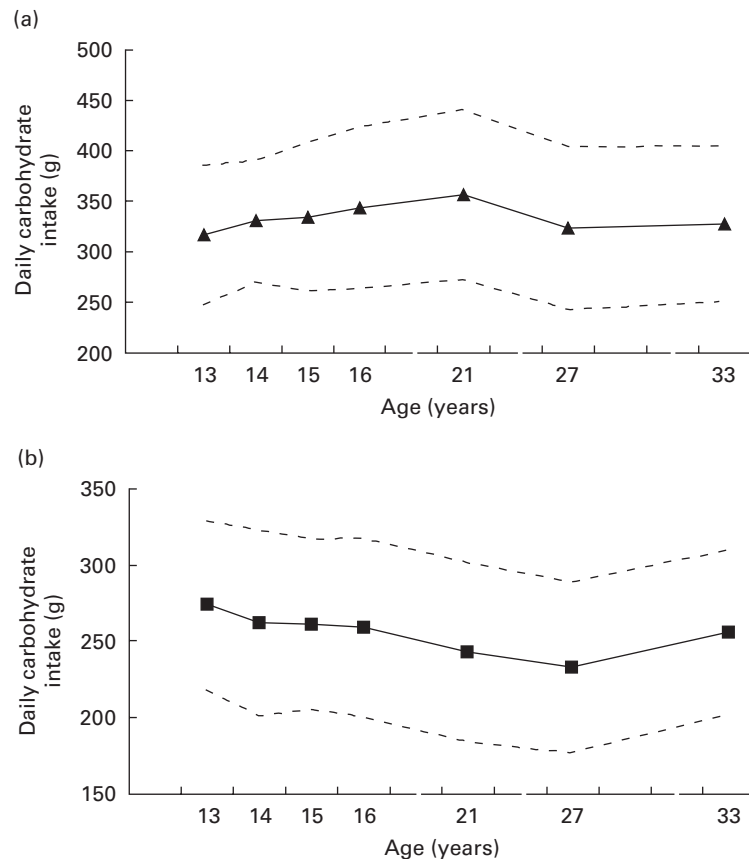 (a)
Daily carbohydrate
intake (g)
500
450
400
350
300
250
200
13 14 15 16 21 27 33
Age (years)
(b)
Daily carbohydrate
intake (g)
350
300
250
200
150
13 14 15 16 21 27 33
Age (years)